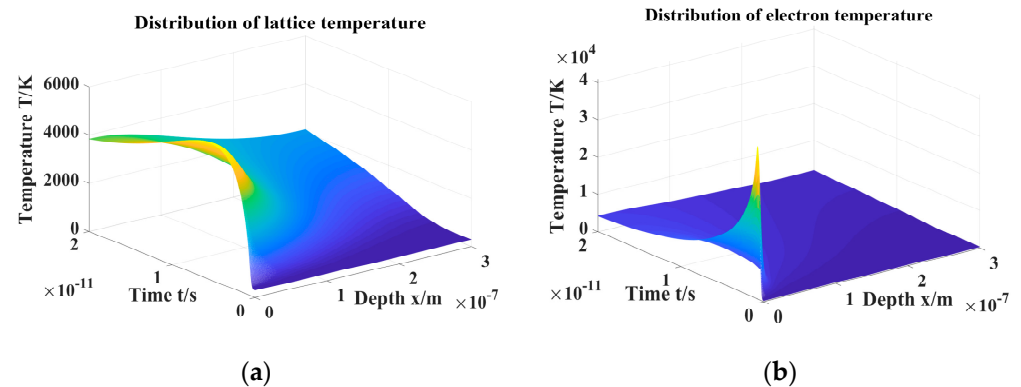 Distribution of lattice temperature
Temperature T/K
6000
4000
2000
0
2
1
0
×10⁻¹¹
Time t/s
0
1
2
3
Depth x/m
×10⁻⁷
(a)
Distribution of electron temperature
×10⁴
Temperature T/K
4
3
2
1
0
2
1
0
×10⁻¹¹
Time t/s
0
1
2
3
Depth x/m
×10⁻⁷
(b)